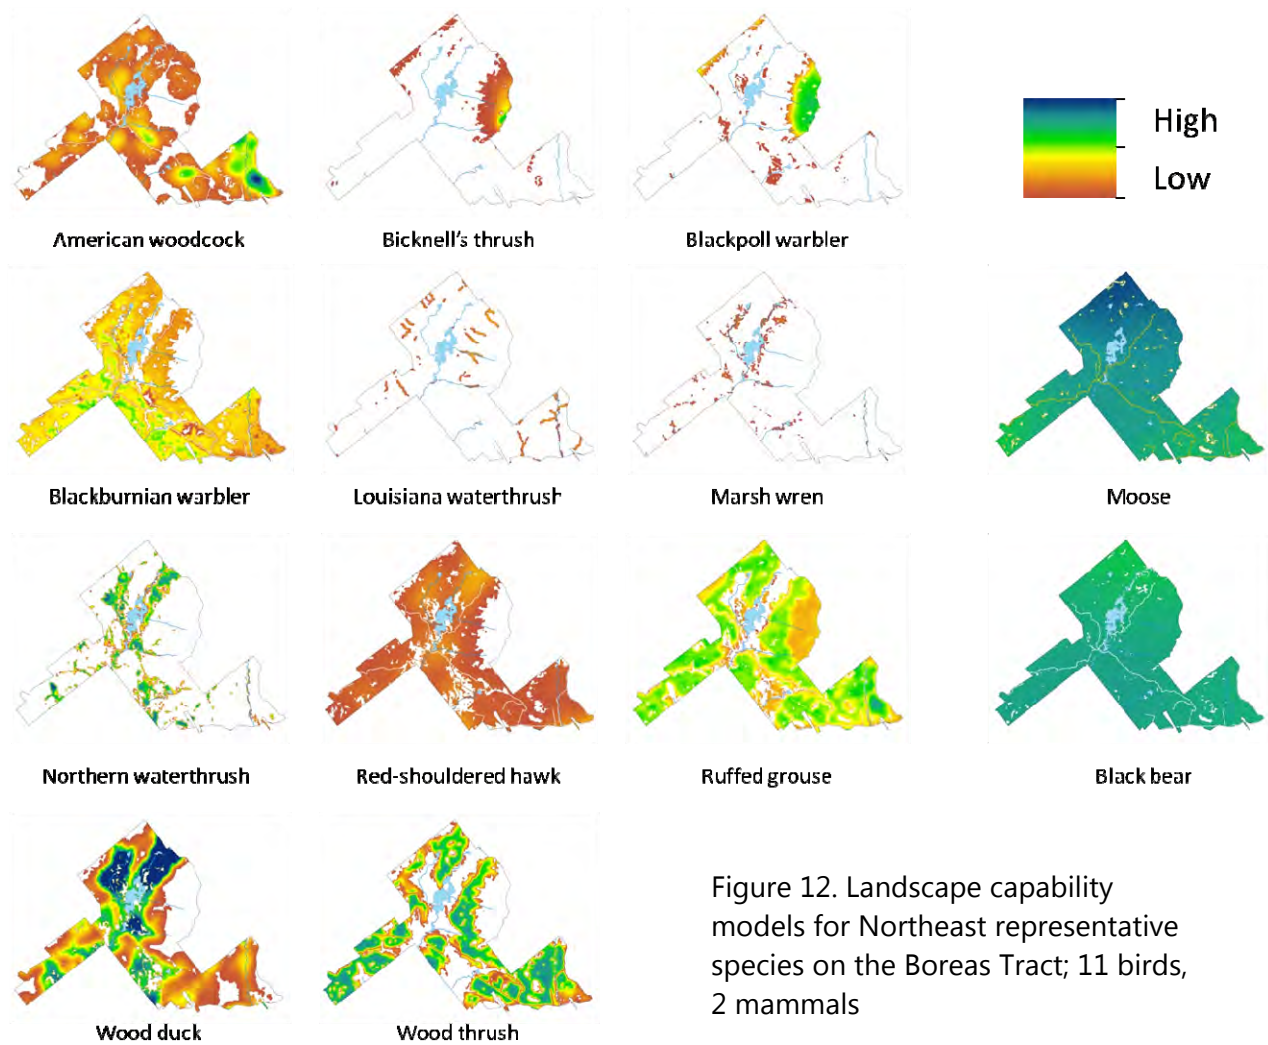 High
Low
American woodcock
Bicknell's thrush
Blackpoll warbler
Blackburnian warbler
Louisiana waterthrush
Marsh wren
Moose
Northern waterthrush
Red-shouldered hawk
Ruffed grouse
Black bear
Wood duck
Wood thrush
Figure 12. Landscape capability
models for Northeast representative
species on the Boreas Tract; 11 birds,
2 mammals